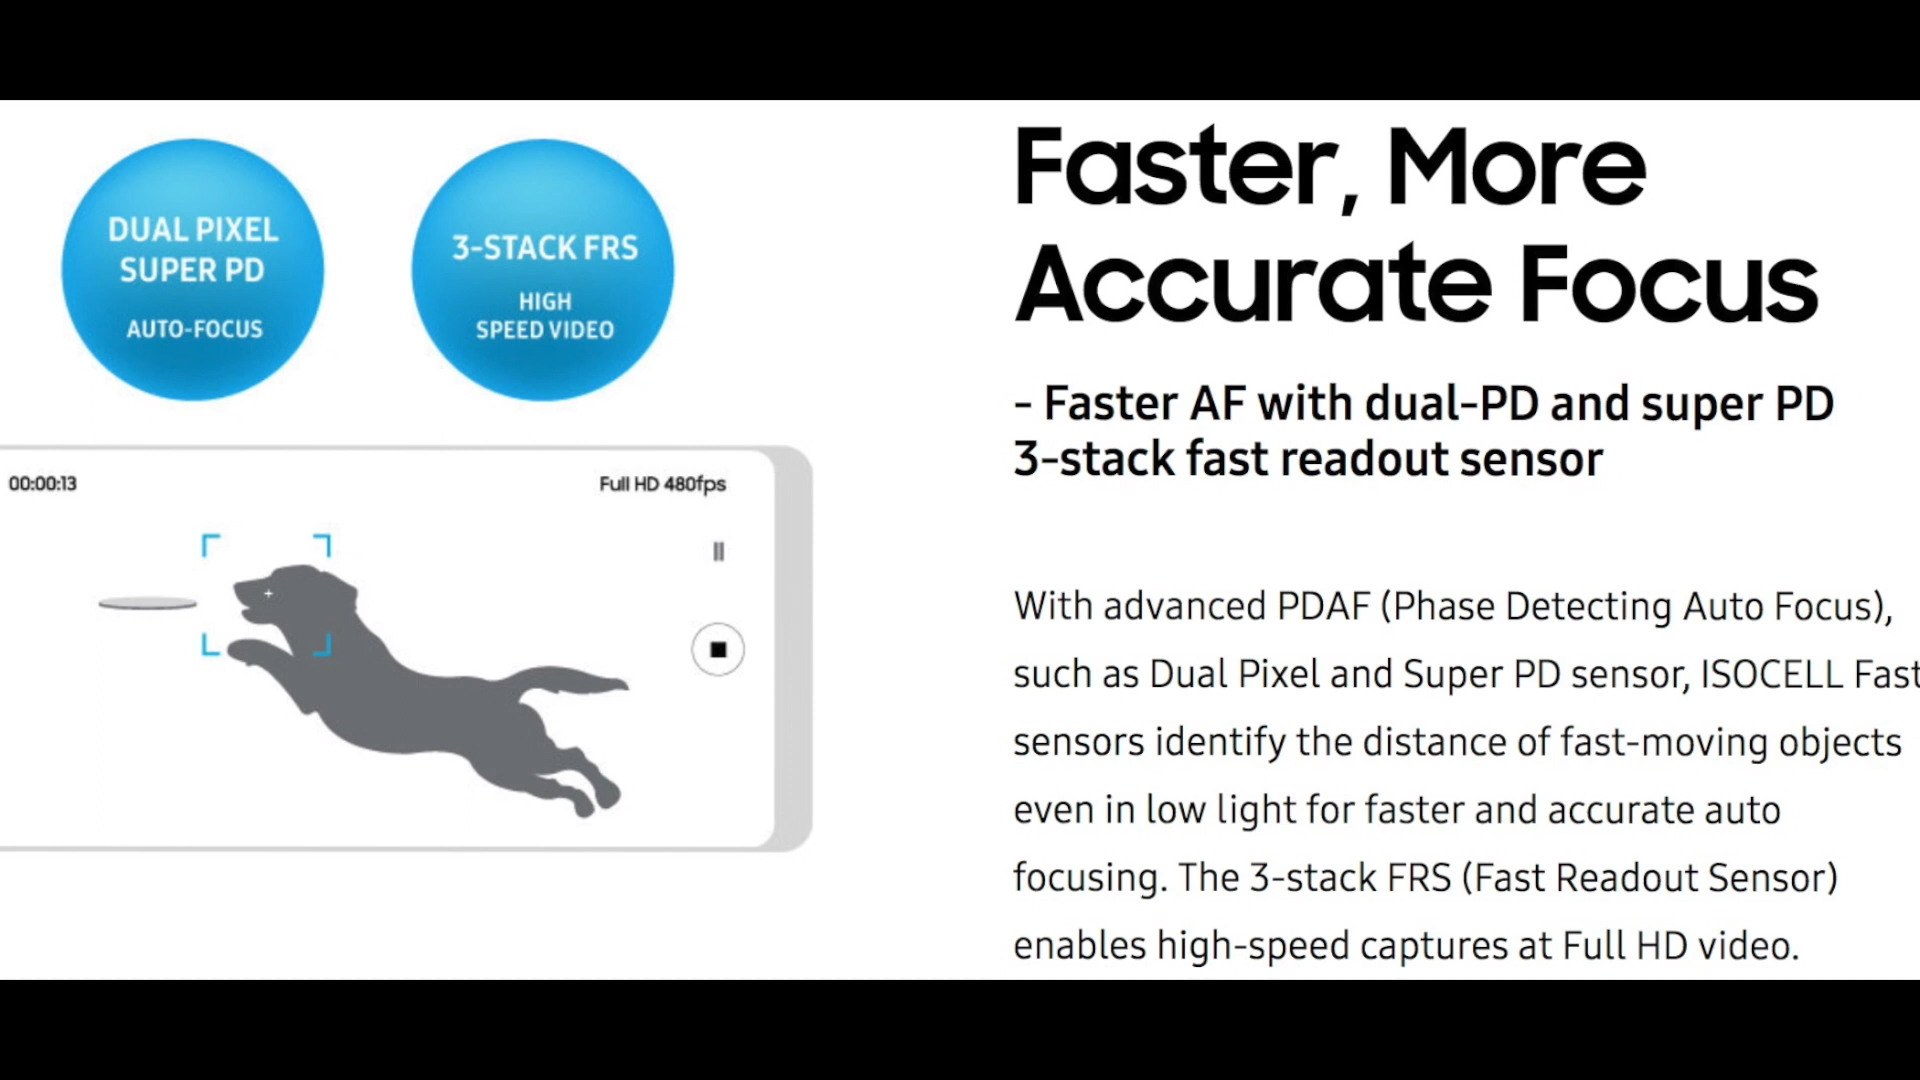 DUAL PIXEL
SUPER PD
AUTO-FOCUS
3-STACK FRS
HIGH
SPEED VIDEO
00:00:13
Full HD 480fps
Faster, More
Accurate Focus
- Faster AF with dual-PD and super PD
3-stack fast readout sensor
With advanced PDAF (Phase Detecting Auto Focus),
such as Dual Pixel and Super PD sensor, ISOCELL Fast
sensors identify the distance of fast-moving objects
even in low light for faster and accurate auto
focusing. The 3-stack FRS (Fast Readout Sensor)
enables high-speed captures at Full HD video.